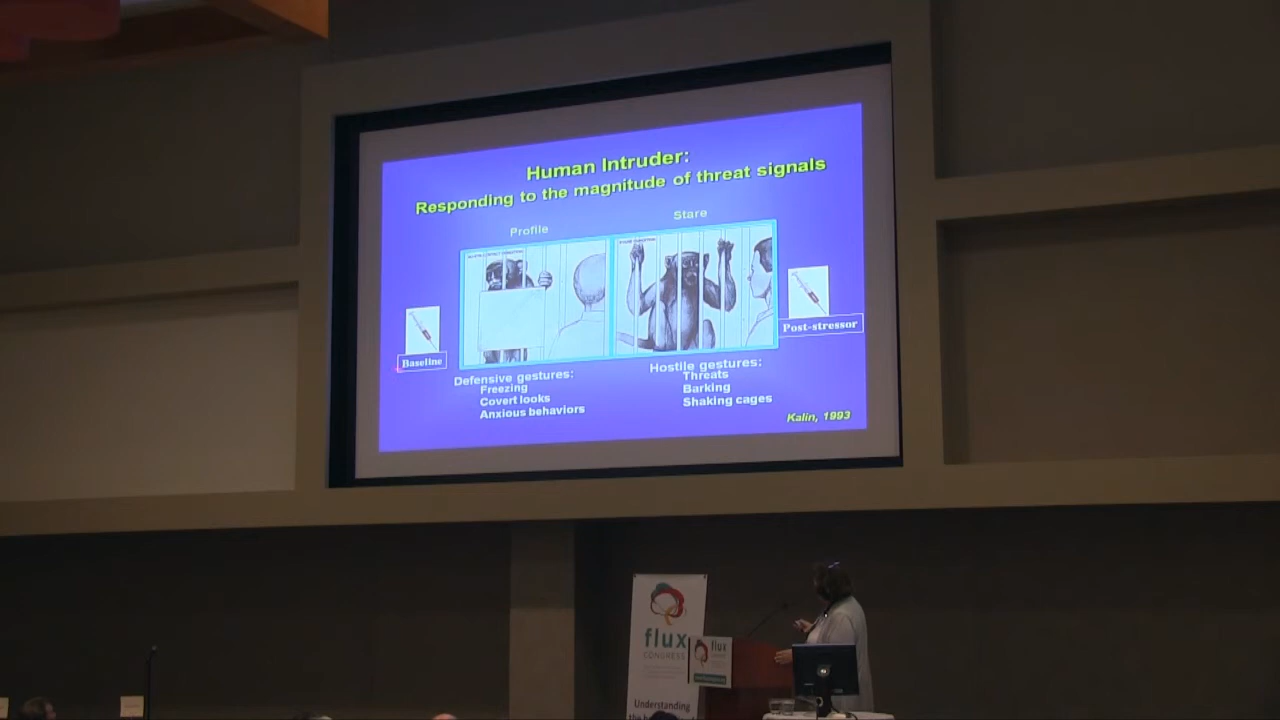 Human Intruder:
Responding to the magnitude of threat signals
Profile
Stare
Baseline
Post-stressor
Defensive gestures:
Freezing
Covert looks
Anxious behaviors
Hostile gestures:
Threats
Barking
Shaking cages
Kalin, 1993
flux
CONGRESS
flux
Understanding